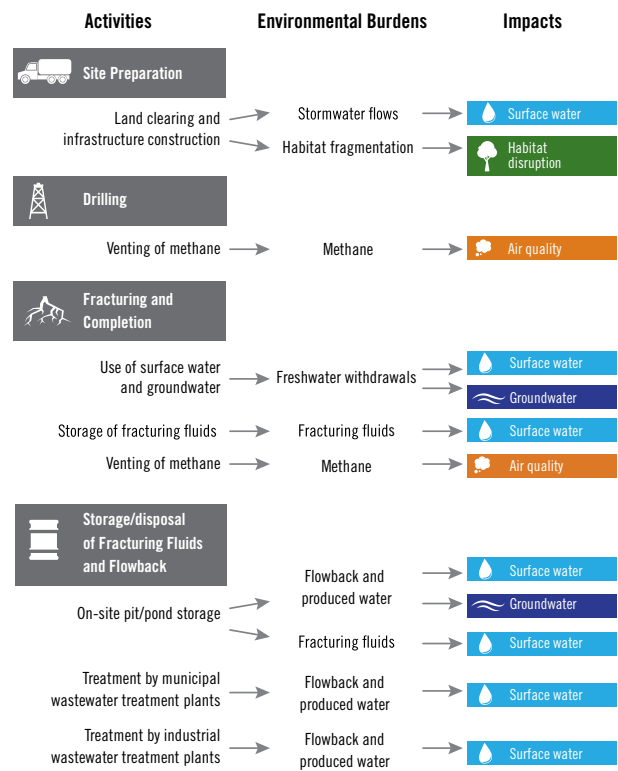 Activities
Environmental Burdens
Impacts
Site Preparation
Land clearing and
infrastructure construction
Stormwater flows
Surface water
Habitat fragmentation
Habitat
disruption
Drilling
Venting of methane
Methane
Air quality
Fracturing and
Completion
Use of surface water
and groundwater
Freshwater withdrawals
Surface water
Groundwater
Storage of fracturing fluids
Fracturing fluids
Surface water
Venting of methane
Methane
Air quality
Storage/disposal
of Fracturing Fluids
and Flowback
On-site pit/pond storage
Flowback and
produced water
Surface water
Groundwater
Fracturing fluids
Surface water
Treatment by municipal
wastewater treatment plants
Flowback and
produced water
Surface water
Treatment by industrial
wastewater treatment plants
Flowback and
produced water
Surface water